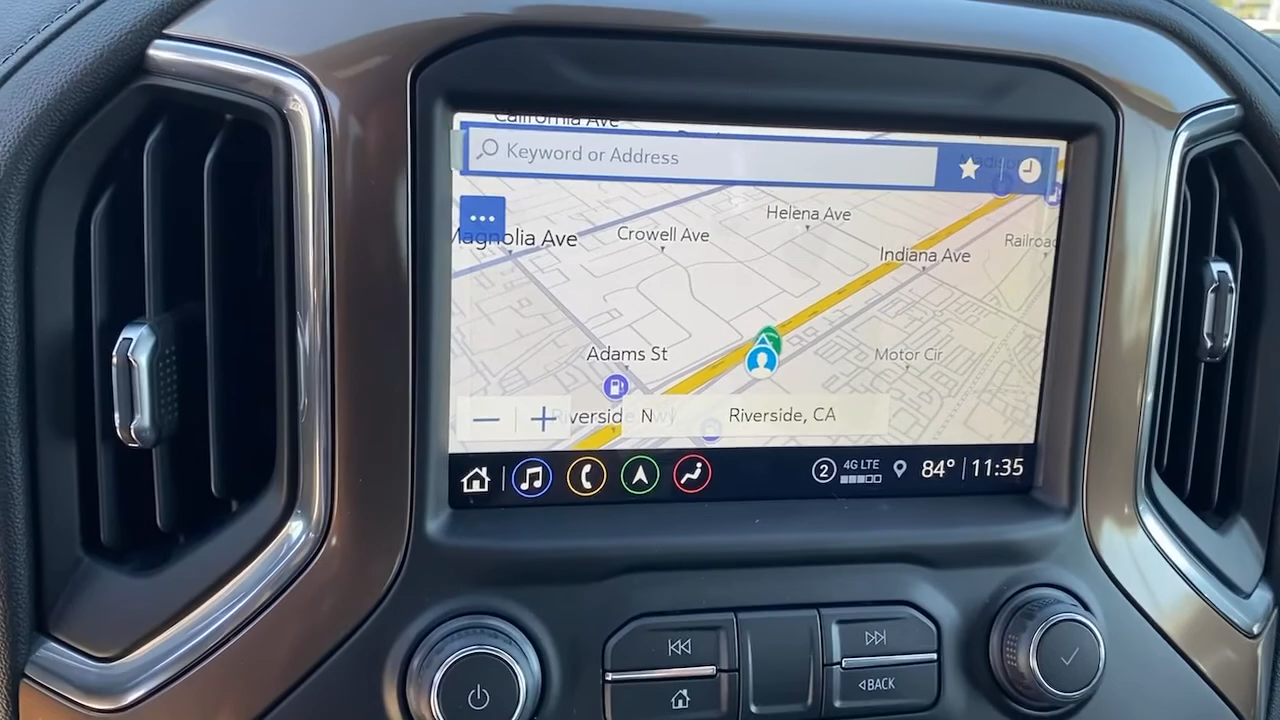 California Ave
Keyword or Address
Helena Ave
Magnolia Ave
Crowell Ave
Indiana Ave
Adams St
Motor Cir
Riverside, CA
2
4G LTE
84° 11:35
BACK